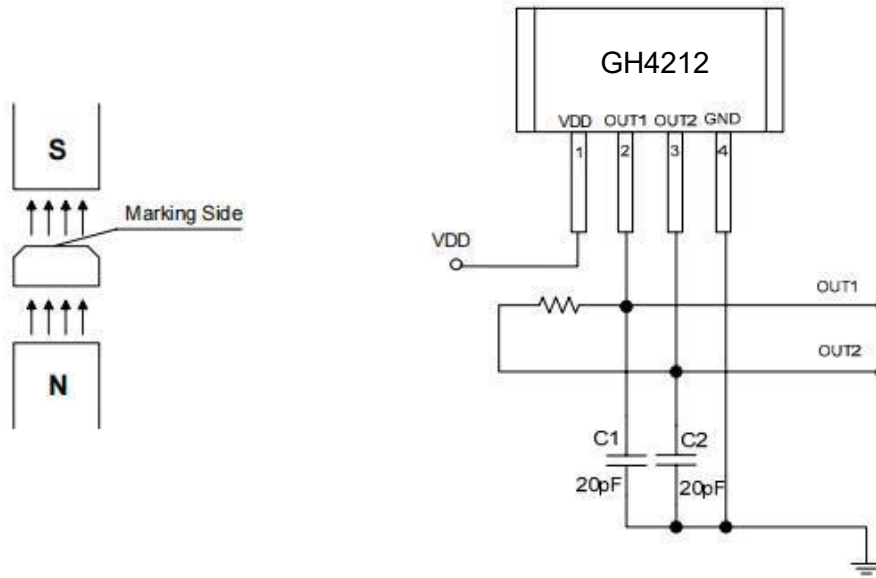 S
Marking Side
N
GH4212
VDD OUT1 OUT2 GND
1 2 3 4
VDD
OUT1
OUT2
C1 C2
20pF 20pF